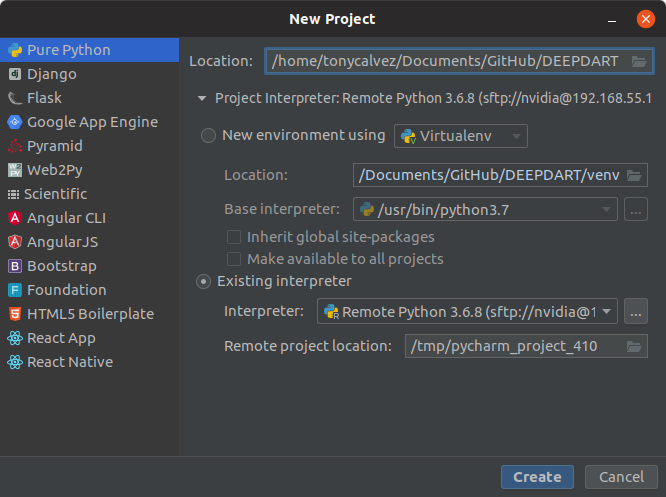 New Project
Pure Python
Django
Flask
Google App Engine
Pyramid
Web2Py
Scientific
Angular CLI
AngularJS
Bootstrap
Foundation
HTML5 Boilerplate
React App
React Native
Location: /home/tonycalvez/Documents/GitHub/DEEPDART
Project Interpreter: Remote Python 3.6.8 (sftp://nvidia@192.168.55.1
New environment using Virtualenv
Location: /Documents/GitHub/DEEPDART/venv
Base interpreter: /usr/bin/python3.7 ...
Inherit global site-packages
Make available to all projects
Existing interpreter
Interpreter: Remote Python 3.6.8 (sftp://nvidia@1 ...
Remote project location: /tmp/pycharm_project_410
Create Cancel